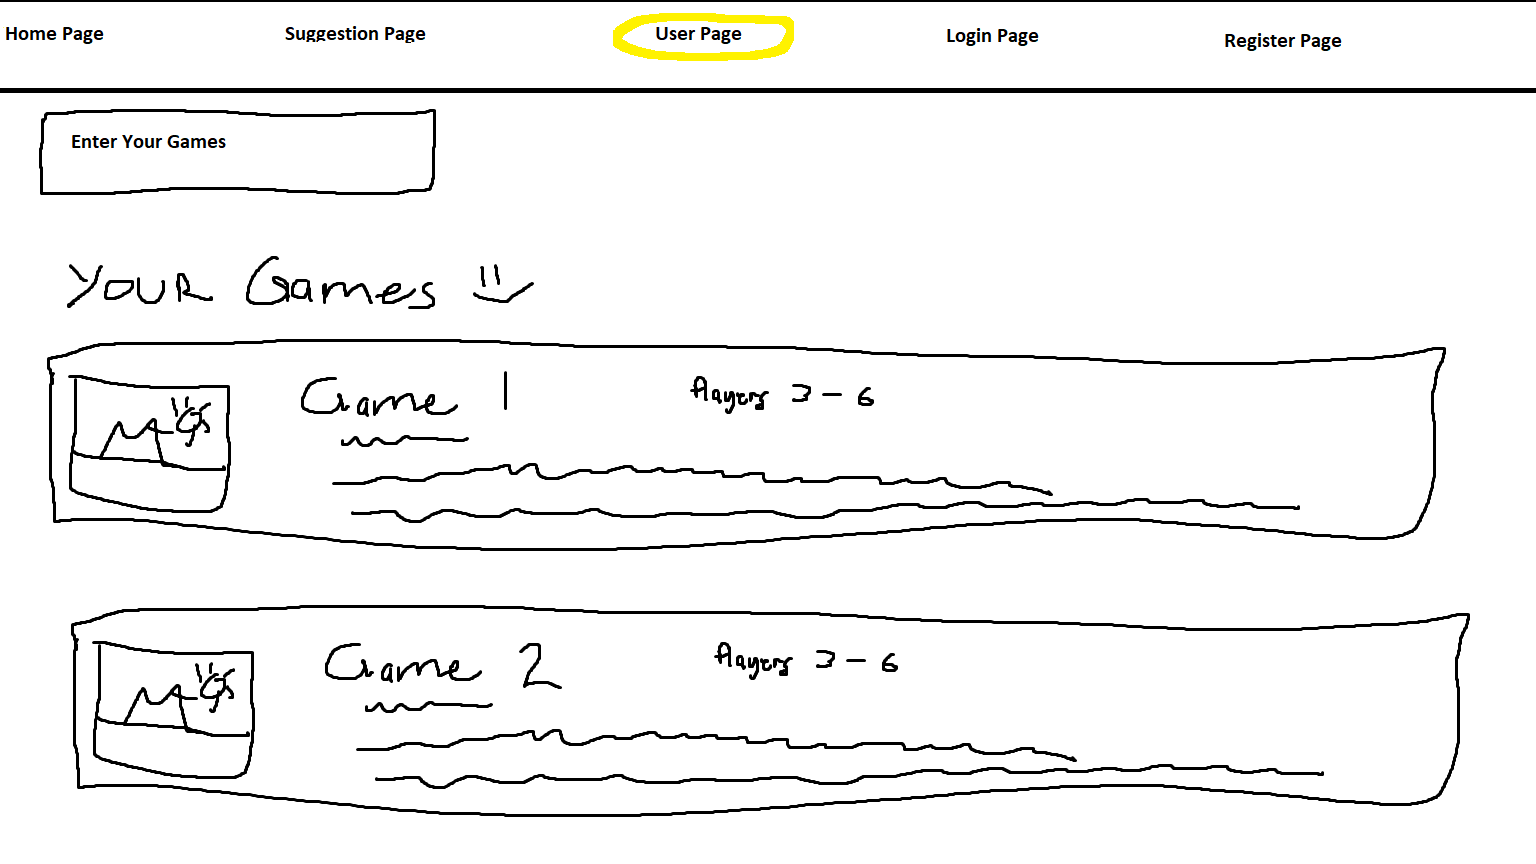 Home Page Suggestion Page User Page Login Page Register Page
Enter Your Games
YOUR Games
Game 1 Players 3 - 6
Game 2 Players 3 - 6